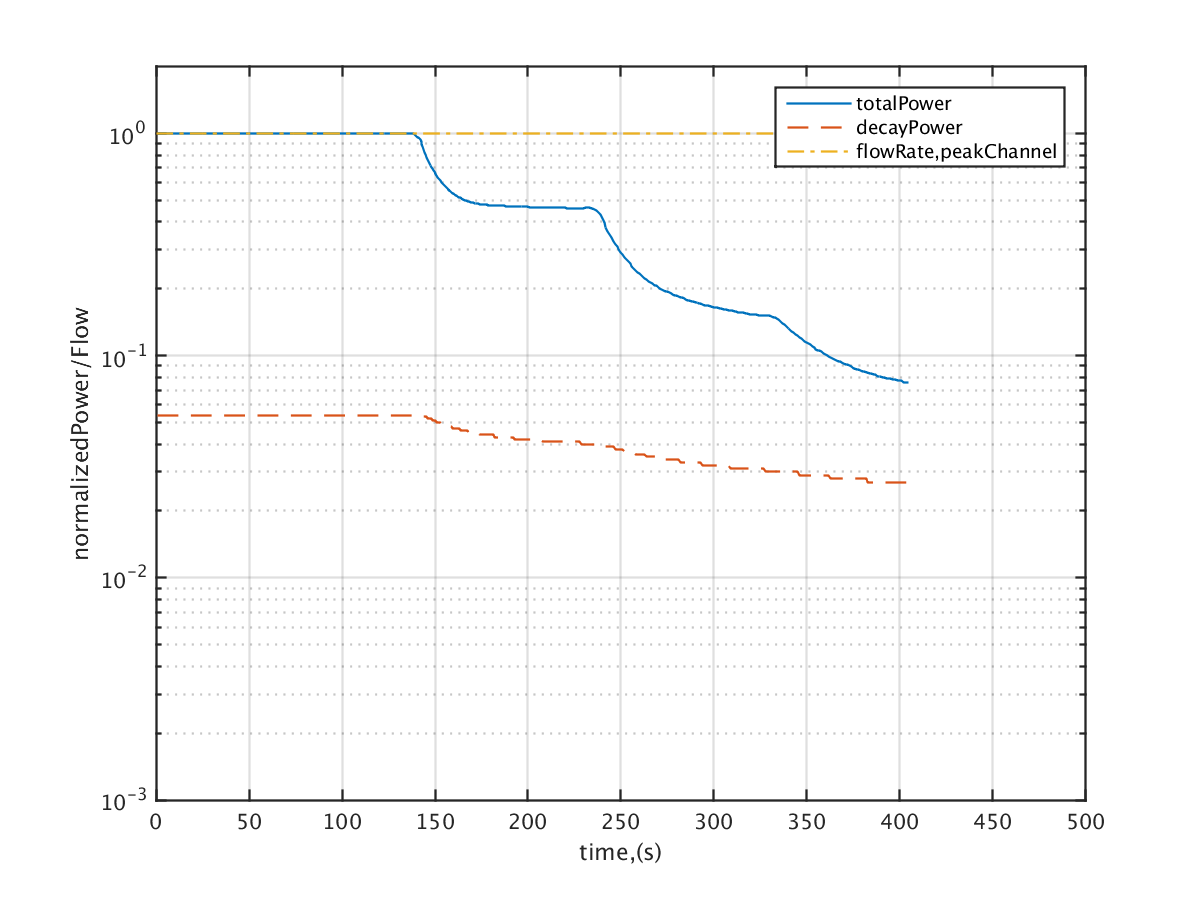 totalPower
decayPower
flowRate,peakChannel
normalizedPower/Flow
10^0
10^-1
10^-2
10^-3
0 50 100 150 200 250 300 350 400 450 500
time,(s)